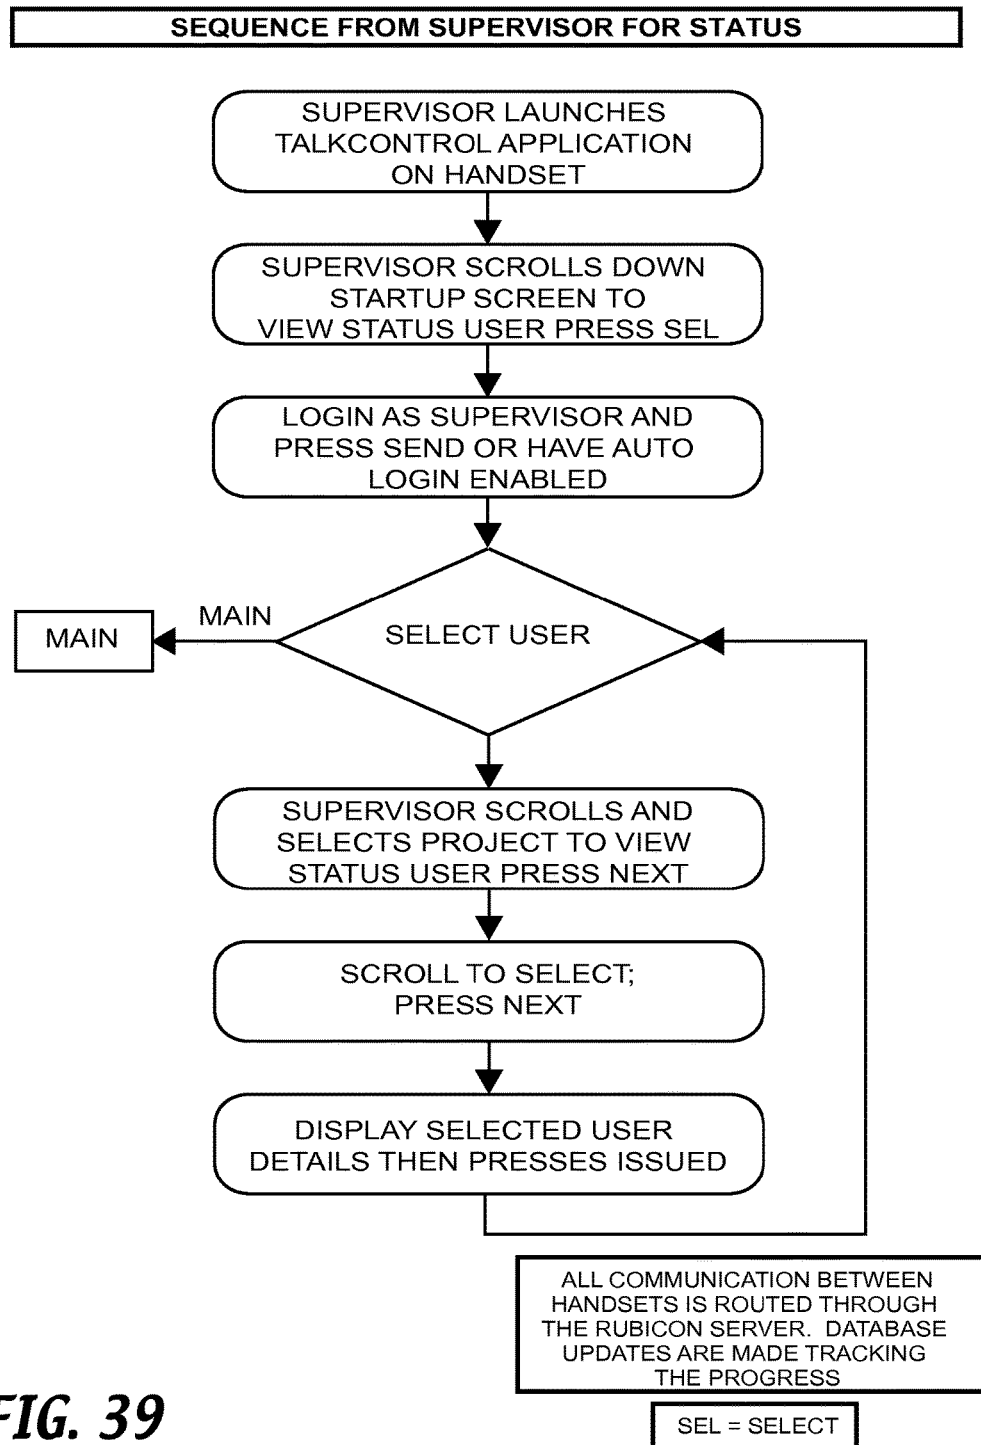 SEQUENCE FROM SUPERVISOR FOR STATUS
SUPERVISOR LAUNCHES
TALKCONTROL APPLICATION
ON HANDSET
SUPERVISOR SCROLLS DOWN
STARTUP SCREEN TO
VIEW STATUS USER PRESS SEL
LOGIN AS SUPERVISOR AND
PRESS SEND OR HAVE AUTO
LOGIN ENABLED
MAIN
MAIN
SELECT USER
SUPERVISOR SCROLLS AND
SELECTS PROJECT TO VIEW
STATUS USER PRESS NEXT
SCROLL TO SELECT;
PRESS NEXT
DISPLAY SELECTED USER
DETAILS THEN PRESSES ISSUED
ALL COMMUNICATION BETWEEN
HANDSETS IS ROUTED THROUGH
THE RUBICON SERVER. DATABASE
UPDATES ARE MADE TRACKING
THE PROGRESS
FIG. 39
SEL = SELECT